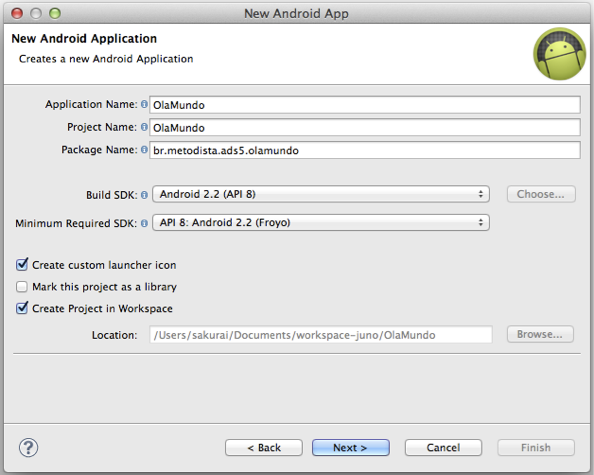 New Android App
New Android Application
Creates a new Android Application
Application Name: OlaMundo
Project Name: OlaMundo
Package Name: br.metodista.ads5.olamundo
Build SDK: Android 2.2 (API 8) Choose...
Minimum Required SDK: API 8: Android 2.2 (Froyo)
Create custom launcher icon
Mark this project as a library
Create Project in Workspace
Location: /Users/sakurai/Documents/workspace-juno/OlaMundo Browse...
? < Back Next > Cancel Finish